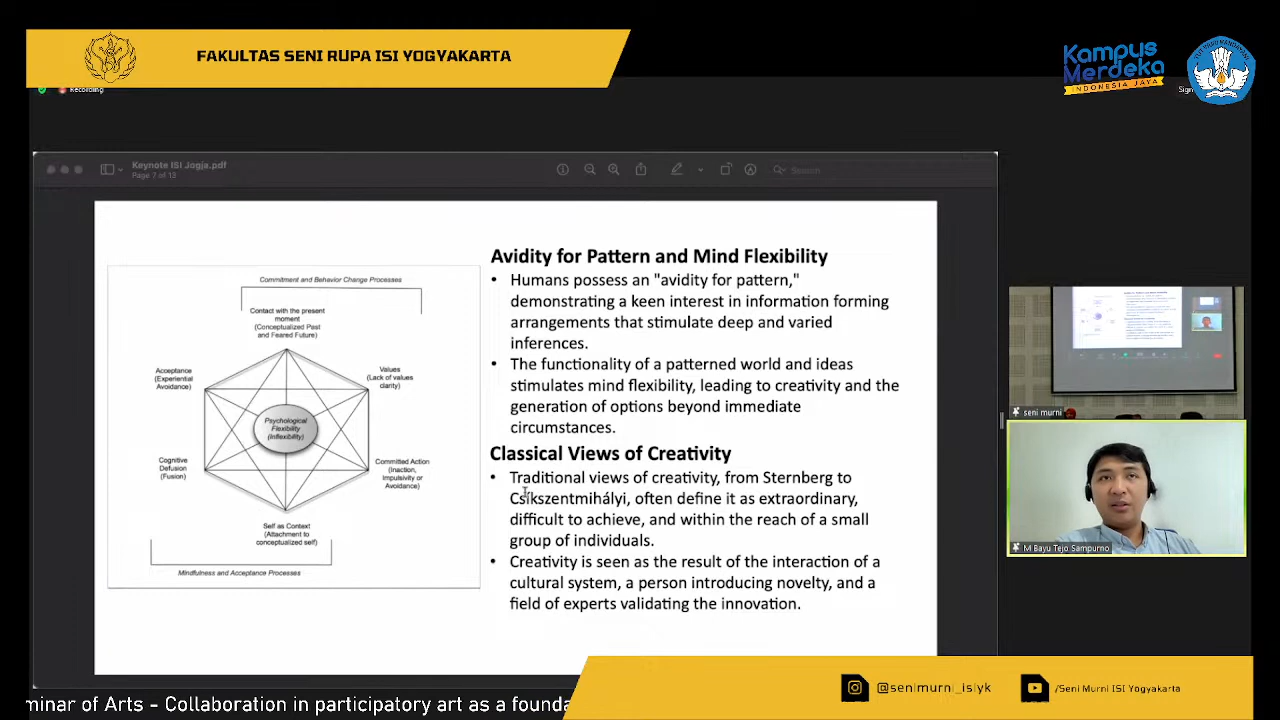 FAKULTAS SENI RUPA ISI YOGYAKARTA
Kampus
Merdeka
INDONESIA JAYA
TUT WURI HANDAYANI
Sign
Recording
Keynote ISI Jogja.pdf
Page 7 of 12
Search
Commitment and Behavior Change Processes
Contact with the present
moment
(Conceptualized Past
and Feared Future)
Acceptance
(Experiential
Avoidance)
Values
(Lack of values
clarity)
Psychological
Flexibility
(Inflexibility)
Cognitive
Defusion
(Fusion)
Committed Action
(Inaction,
Impulsivity or
Avoidance)
Self as Context
(Attachment to
conceptualized self)
Mindfulness and Acceptance Processes
Avidity for Pattern and Mind Flexibility
• Humans possess an "avidity for pattern,"
demonstrating a keen interest in information forming
arrangements that stimulate deep and varied
inferences.
• The functionality of a patterned world and ideas
stimulates mind flexibility, leading to creativity and the
generation of options beyond immediate
circumstances.
Classical Views of Creativity
• Traditional views of creativity, from Sternberg to
Csikszentmihályi, often define it as extraordinary,
difficult to achieve, and within the reach of a small
group of individuals.
• Creativity is seen as the result of the interaction of a
cultural system, a person introducing novelty, and a
field of experts validating the innovation.
seni murni
M Bayu Tejo Sampurno
@senimurni_isiyk
/Seni Murni ISI Yogyakarta
minar of Arts - Collaboration in participatory art as a founda